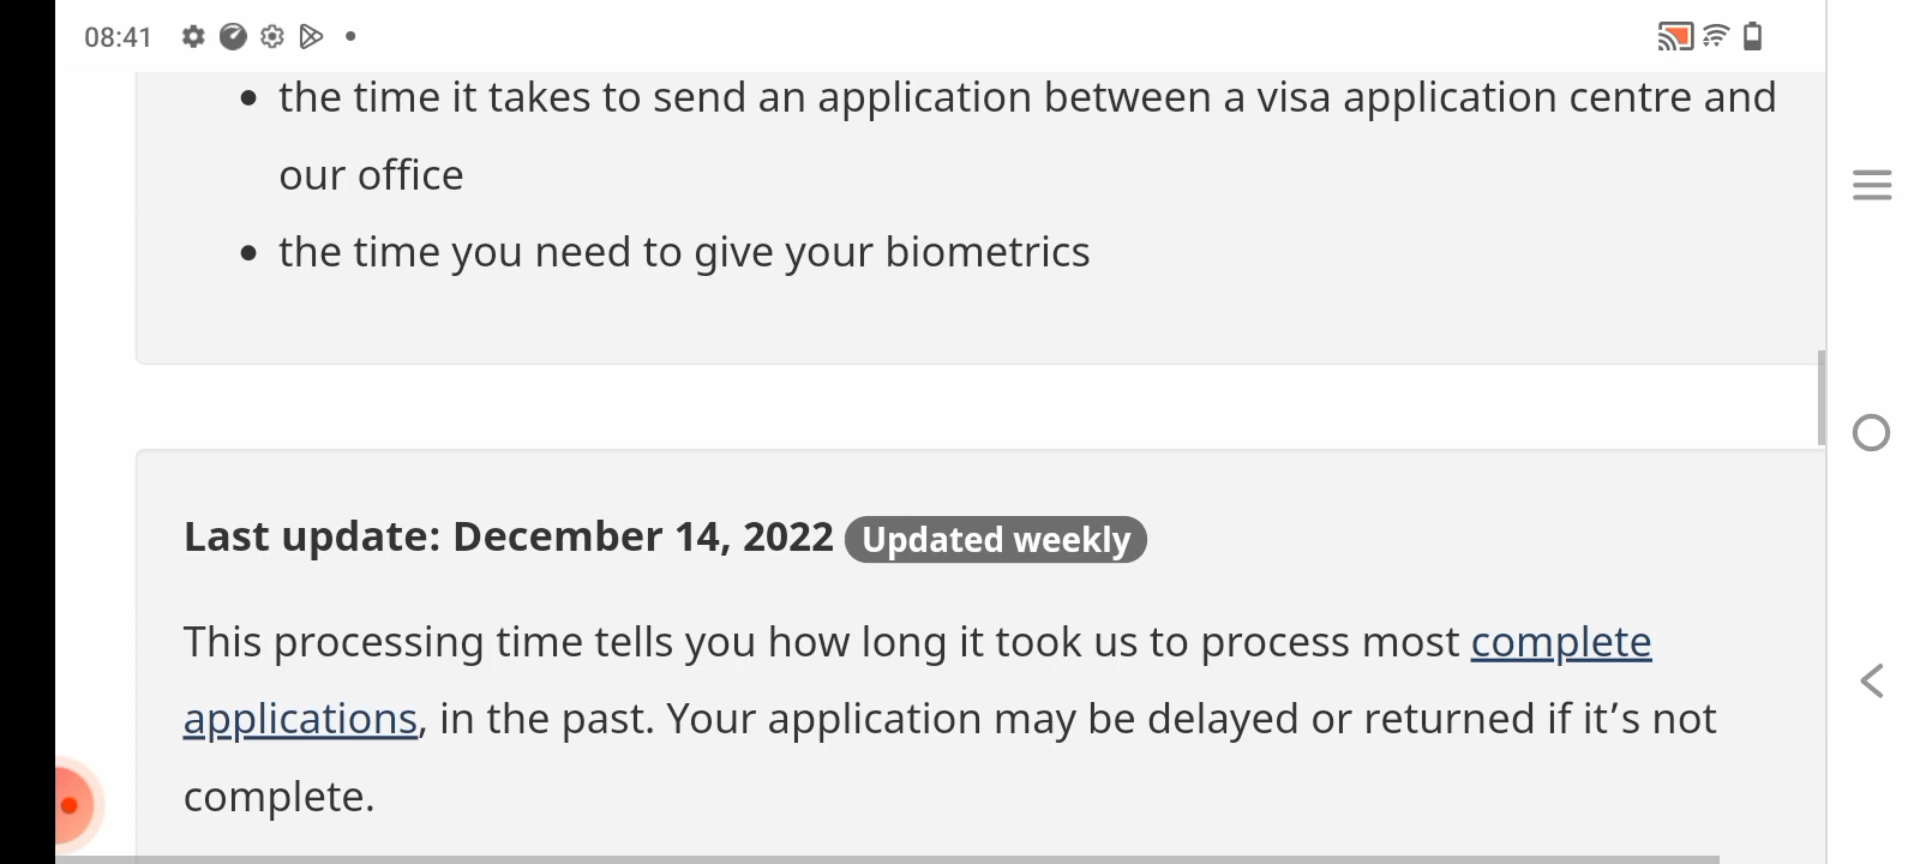 08:41
• the time it takes to send an application between a visa application centre and
our office
• the time you need to give your biometrics
Last update: December 14, 2022 Updated weekly
This processing time tells you how long it took us to process most complete
applications, in the past. Your application may be delayed or returned if it’s not
complete.